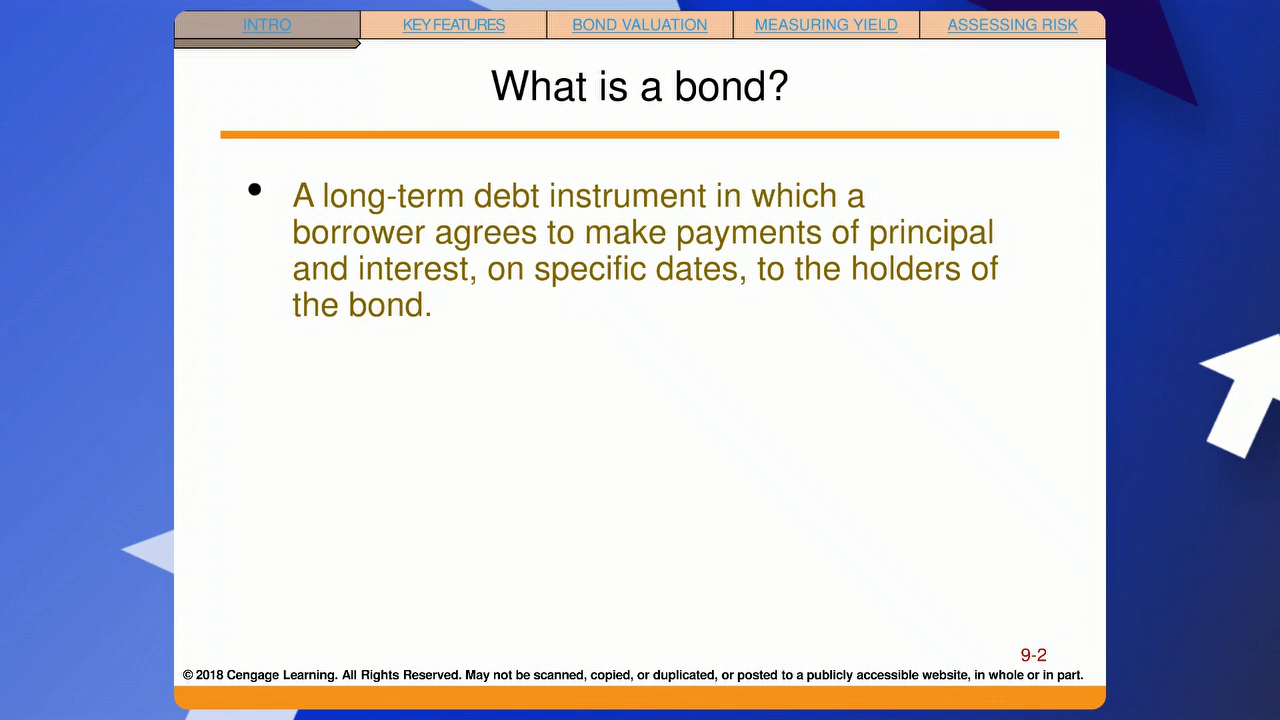 INTRO
KEY FEATURES
BOND VALUATION
MEASURING YIELD
ASSESSING RISK
What is a bond?
• A long-term debt instrument in which a
borrower agrees to make payments of principal
and interest, on specific dates, to the holders of
the bond.
9-2
© 2018 Cengage Learning. All Rights Reserved. May not be scanned, copied, or duplicated, or posted to a publicly accessible website, in whole or in part.